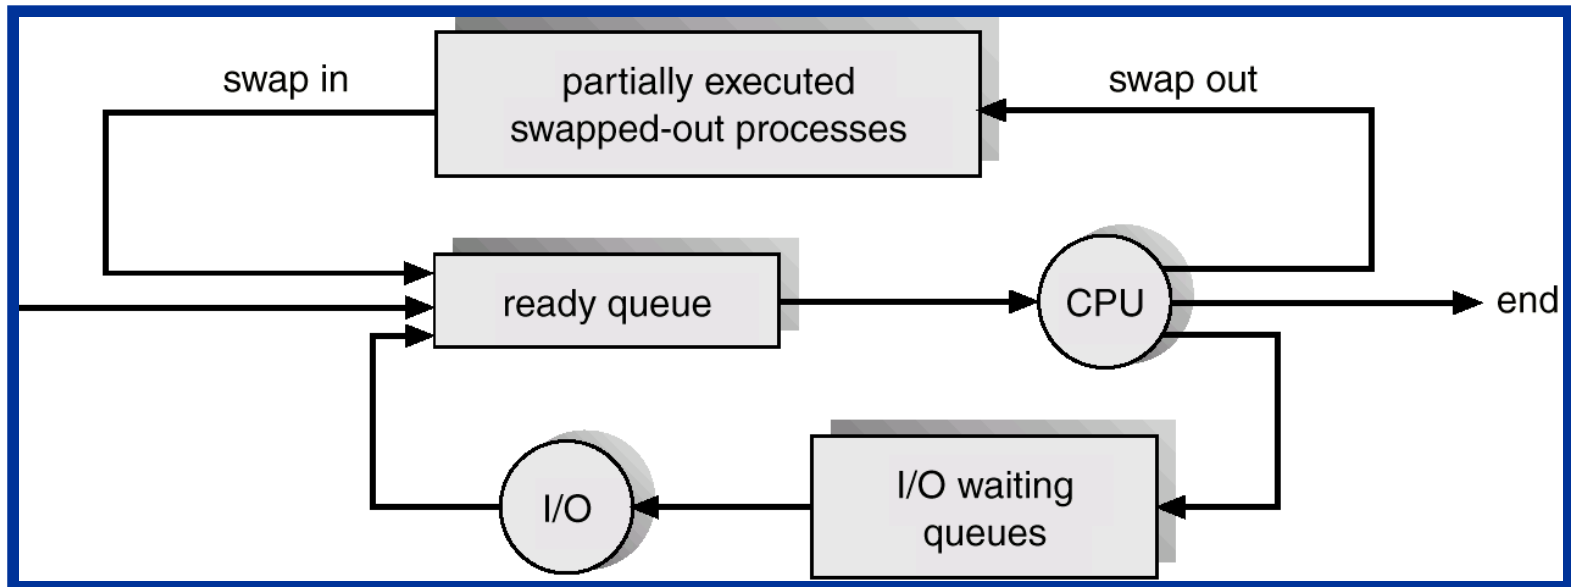 swap in
partially executed
swapped-out processes
swap out
ready queue
CPU
end
I/O
I/O waiting
queues